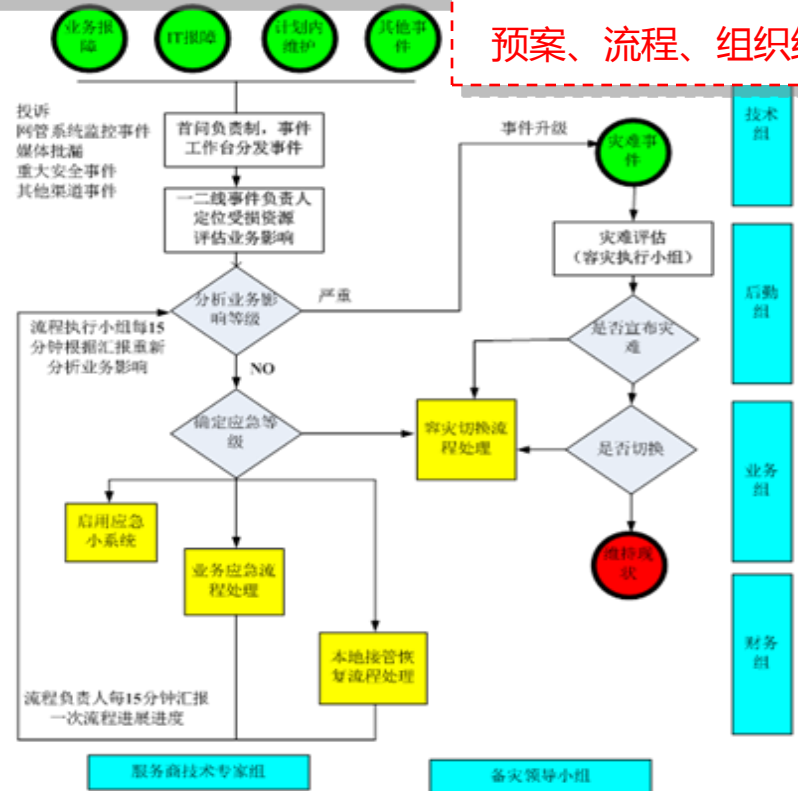 业务报
障
IT报障
计划内
维护
其他事
件
预案、流程、组织
投诉
网管系统监控事件
媒体批漏
重大安全事件
其他渠道事件
首问负责制，事件
工作台分发事件
事件升级
灾难事
件
技术
组
一二线事件负责人
定位受损资源
评估业务影响
灾难评估
（容灾执行小组）
分析业务影
响等级
严重
后勤
组
流程执行小组每15
分钟根据汇报重新
分析业务影响
是否宣布灾
难
NO
确定应急等
级
容灾切换流
程处理
是否切换
业务
组
启用应急
小系统
业务应急流
程处理
维持现
状
本地接管恢
复流程处理
财务
组
流程负责人每15分钟汇报
一次流程进展进度
服务商技术专家组
备灾领导小组